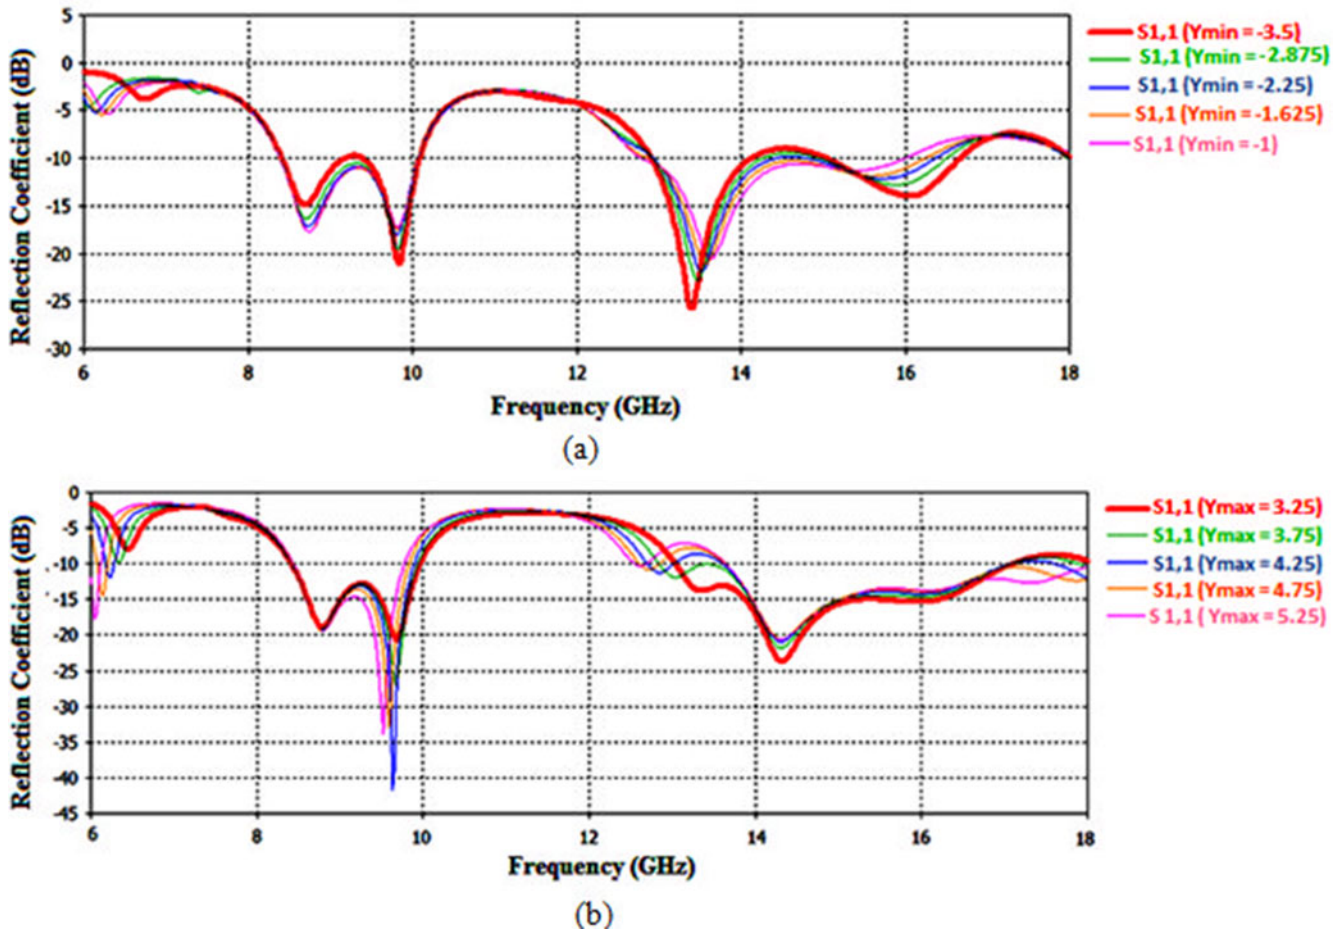 5
0
-5
-10
-15
-20
-25
-30
Reflection Coefficient (dB)
6 8 10 12 14 16 18
Frequency (GHz)
S1,1 (Ymin = -3.5)
S1,1 (Ymin = -2.875)
S1,1 (Ymin = -2.25)
S1,1 (Ymin = -1.625)
S1,1 (Ymin = -1)
(a)
0
-5
-10
-15
-20
-25
-30
-35
-40
-45
Reflection Coefficient (dB)
6 8 10 12 14 16 18
Frequency (GHz)
S1,1 (Ymax = 3.25)
S1,1 (Ymax = 3.75)
S1,1 (Ymax = 4.25)
S1,1 (Ymax = 4.75)
S 1,1 ( Ymax = 5.25)
(b)